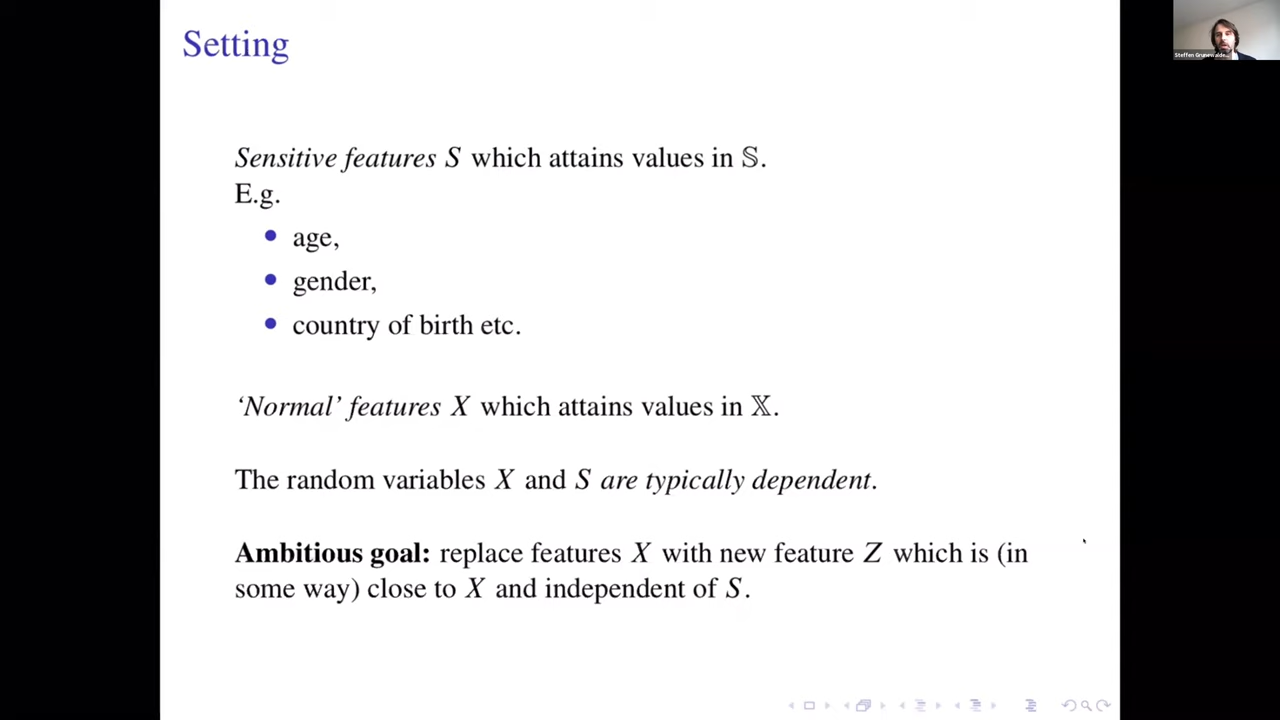 Setting
Sensitive features S which attains values in 𝕊.
E.g.
• age,
• gender,
• country of birth etc.
‘Normal’ features X which attains values in 𝕏.
The random variables X and S are typically dependent.
Ambitious goal: replace features X with new feature Z which is (in
some way) close to X and independent of S.
Steffen Grunewalde...